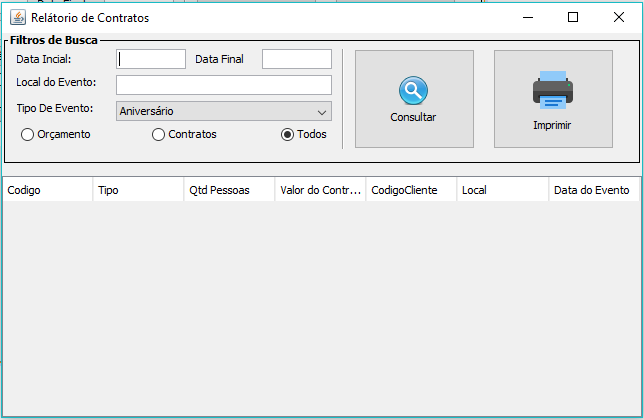 Relátorio de Contratos
Filtros de Busca
Data Incial:
Data Final
Local do Evento:
Tipo De Evento:
Aniversário
Orçamento
Contratos
Todos
Consultar
Imprimir
Codigo Tipo Qtd Pessoas Valor do Contr... CodigoCliente Local Data do Evento